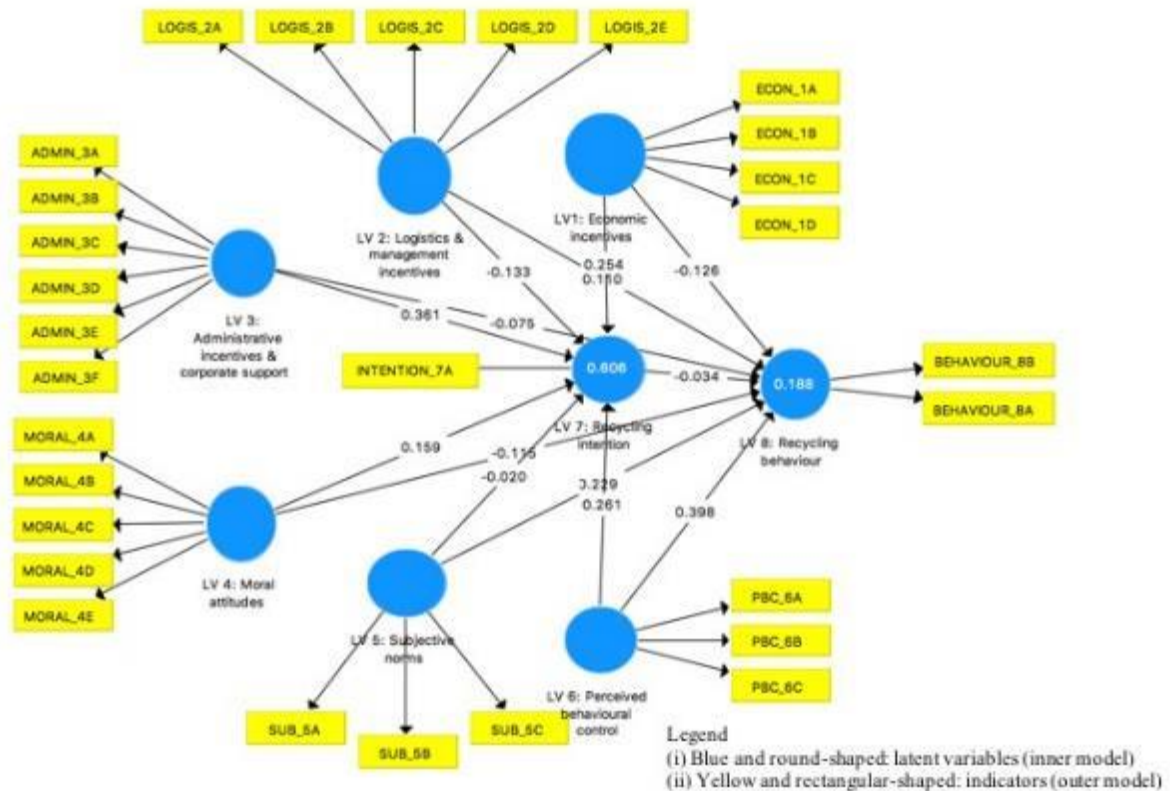 LOGIS_2A
LOGIS_2B
LOGIS_2C
LOGIS_2D
LOGIS_2E
ECON_1A
ECON_1B
ECON_1C
ECON_1D
ADMIN_3A
ADMIN_3B
ADMIN_3C
ADMIN_3D
ADMIN_3E
ADMIN_3F
LV 2: Logistics &
management
incentives
LV1: Economic
incentives
LV 3:
Administrative
incentives &
corporate support
-0.133
0.254
0.110
-0.126
0.361
-0.075
INTENTION_7A
0.606
-0.034
0.188
BEHAVIOUR_8B
BEHAVIOUR_8A
LV 7: Recycling
intention
LV 8: Recycling
behaviour
MORAL_4A
MORAL_4B
MORAL_4C
MORAL_4D
MORAL_4E
0.159
-0.115
-0.020
0.229
0.261
0.398
LV 4: Moral
attitudes
LV 5: Subjective
norms
LV 6: Perceived
behavioural
control
PBC_6A
PBC_6B
PBC_6C
SUB_5A
SUB_5B
SUB_5C
Legend
(i) Blue and round-shaped: latent variables (inner model)
(ii) Yellow and rectangular-shaped: indicators (outer model)